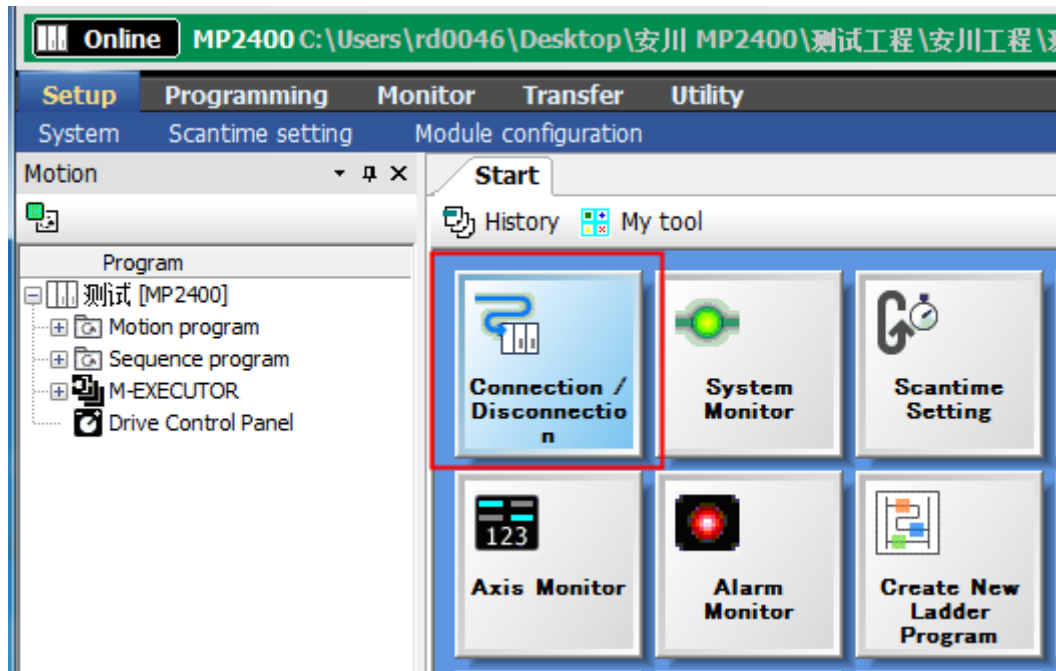 Online MP2400 C:\Users\rd0046\Desktop\安川 MP2400\测试工程\安川工程\
Setup Programming Monitor Transfer Utility
System Scantime setting Module configuration
Motion
Start
History My tool
Program
测试 [MP2400]
Motion program
Sequence program
M-EXECUTOR
Drive Control Panel
Connection /
Disconnectio
n
System
Monitor
Scantime
Setting
123
Axis Monitor
Alarm
Monitor
Create New
Ladder
Program